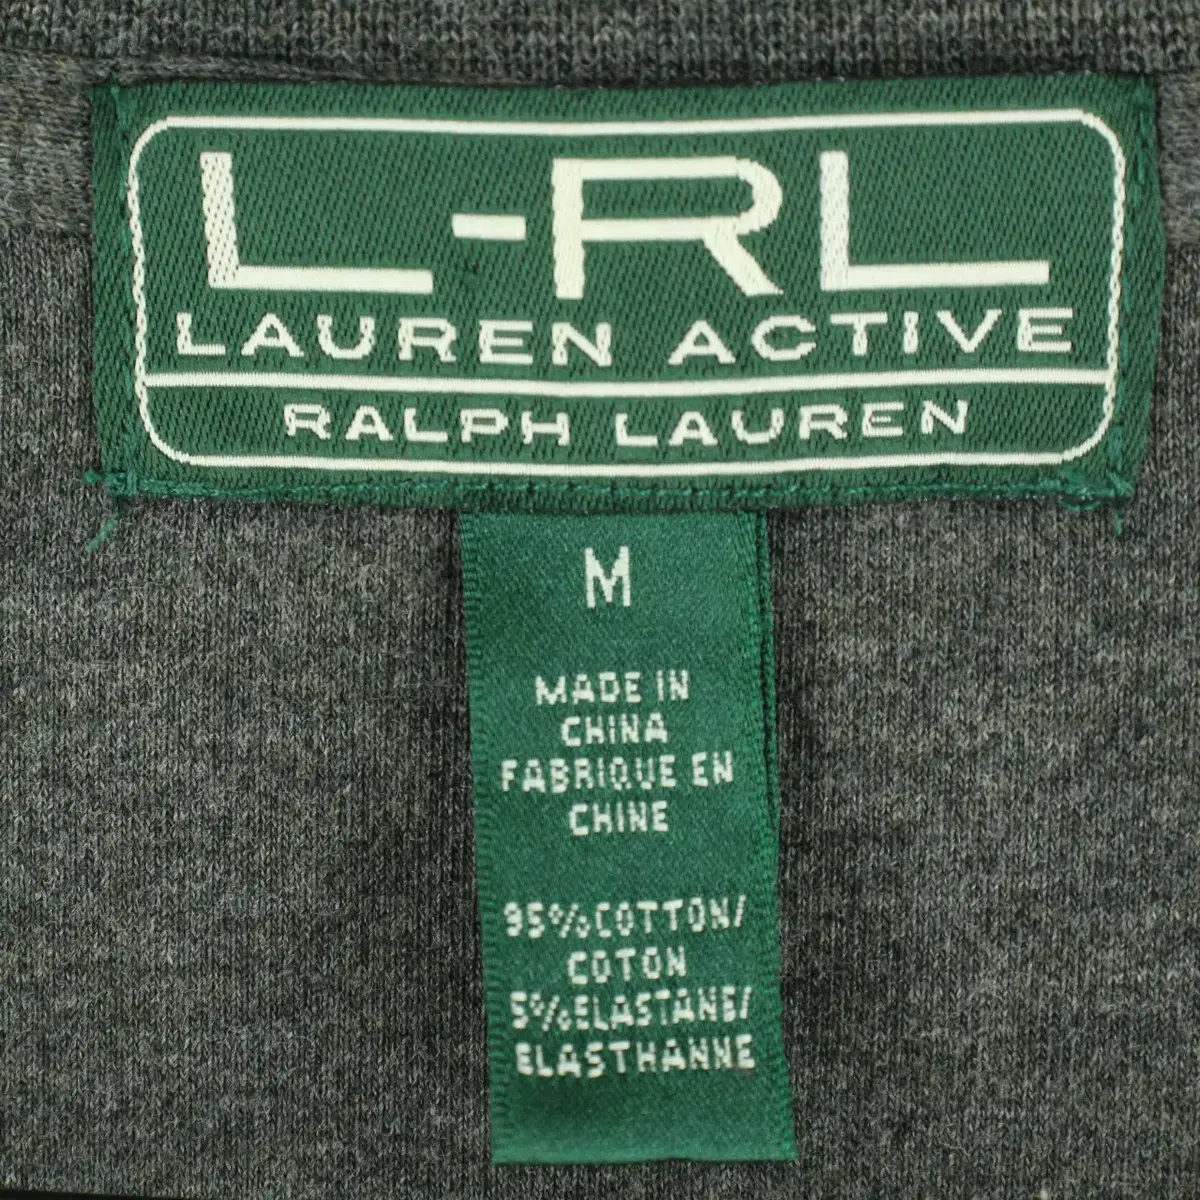 L-RL
LAUREN ACTIVE
RALPH LAUREN
M
MADE IN
CHINA
FABRIQUE EN
CHINE
95%COTTON/
COTON
5%ELASTANE/
ELASTHANNE